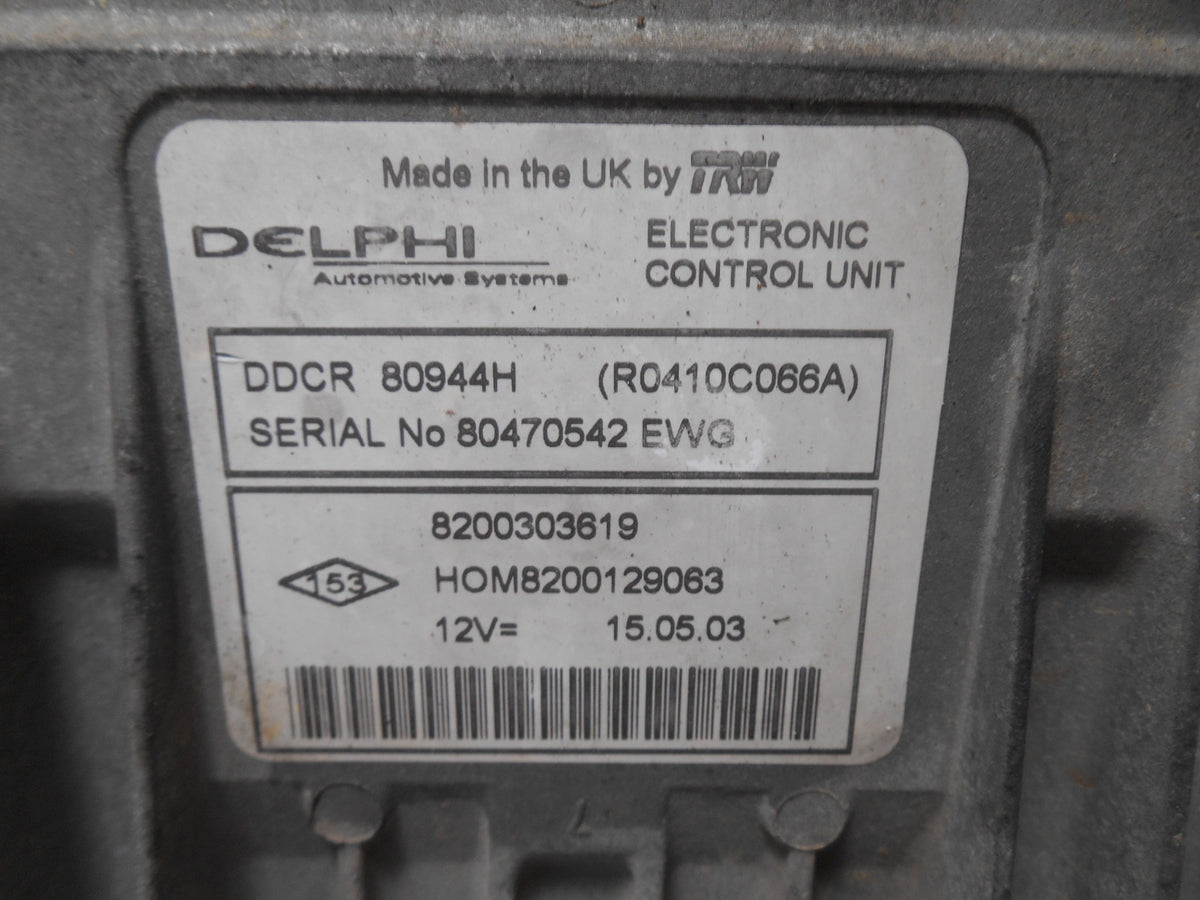 Made in the UK by TRW
DELPHI
Automotive Systems
ELECTRONIC
CONTROL UNIT
DDCR 80944H (R0410C066A)
SERIAL No 80470542 EWG
8200303619
153 HOM8200129063
12V= 15.05.03